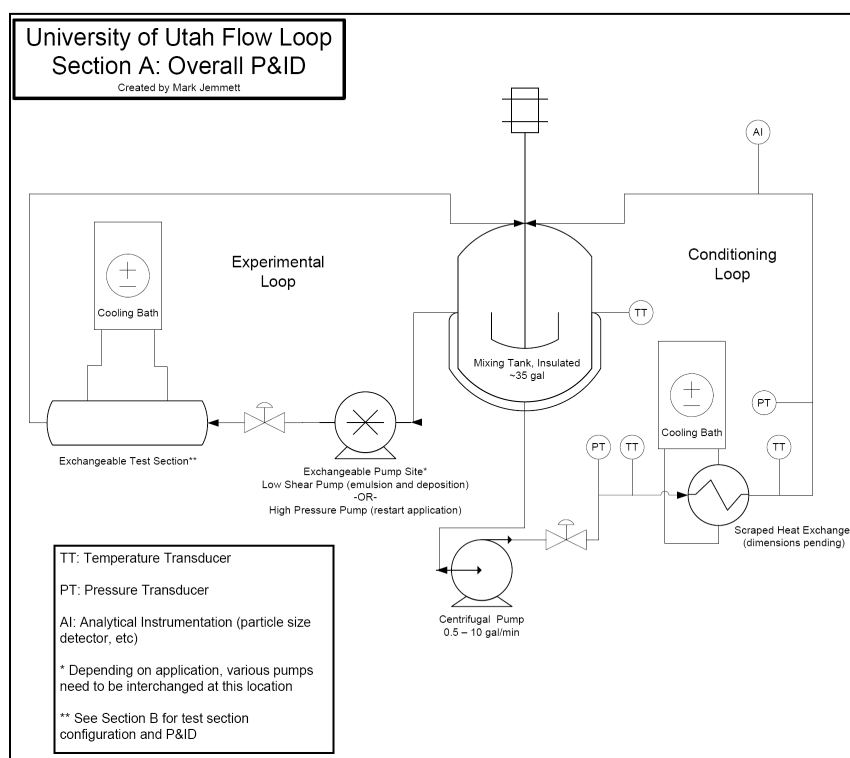 University of Utah Flow Loop
Section A: Overall P&ID
Created by Mark Jemmett
AI
Experimental
Loop
Conditioning
Loop
Cooling Bath
TT
Mixing Tank, Insulated
~35 gal
Cooling Bath
PT
Exchangeable Test Section**
Exchangeable Pump Site*
Low Shear Pump (emulsion and deposition)
-OR-
High Pressure Pump (restart application)
PT
TT
TT
Scraped Heat Exchange
(dimensions pending)
Centrifugal Pump
0.5 – 10 gal/min
TT: Temperature Transducer
PT: Pressure Transducer
AI: Analytical Instrumentation (particle size
detector, etc)
* Depending on application, various pumps
need to be interchanged at this location
** See Section B for test section
configuration and P&ID